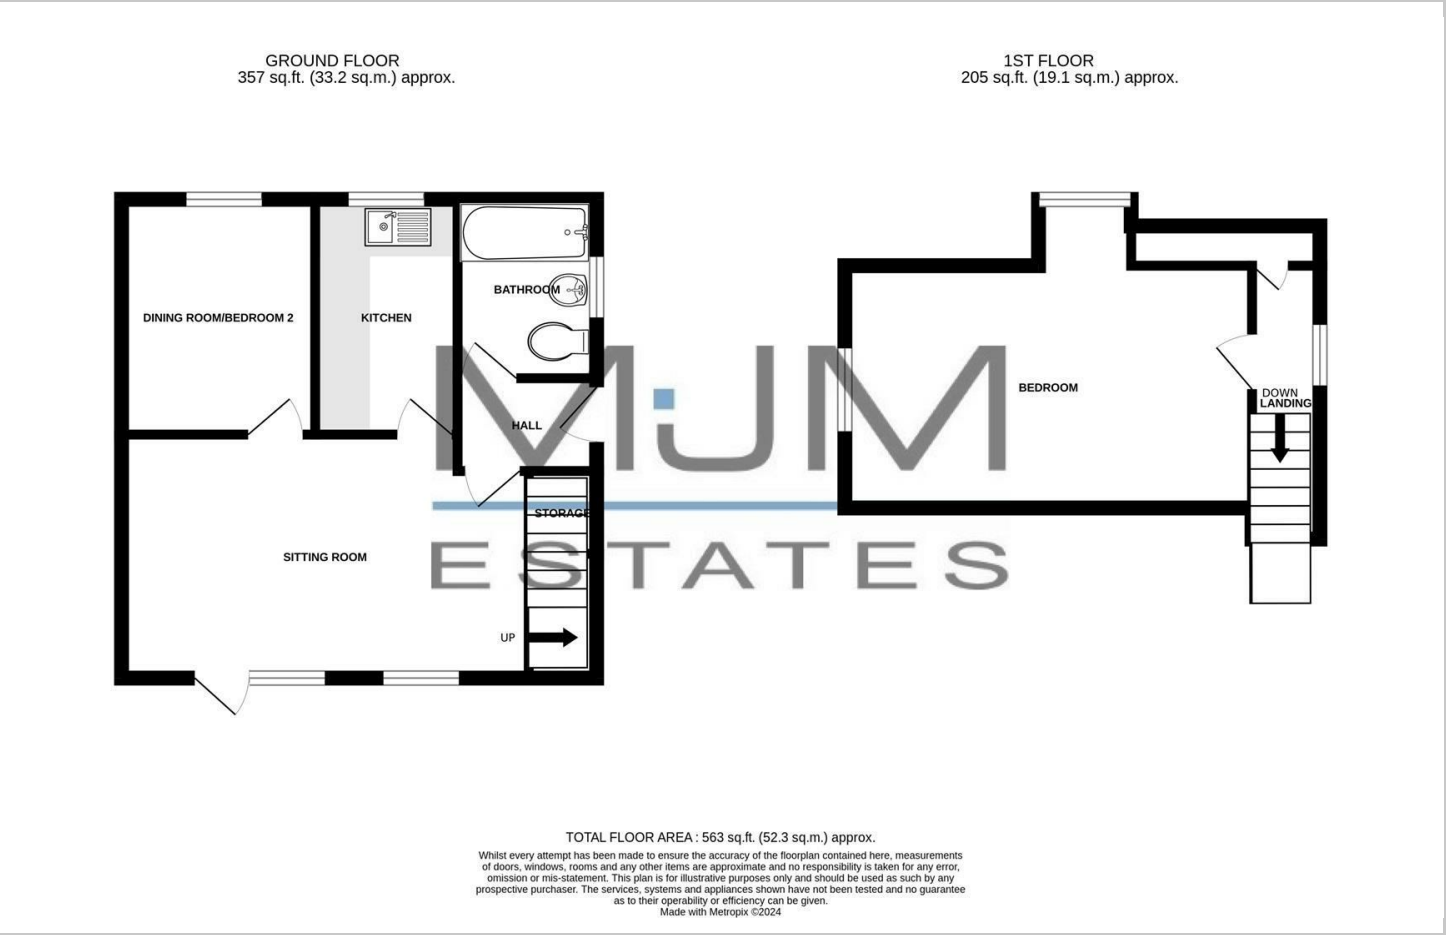 GROUND FLOOR
357 sq.ft. (33.2 sq.m.) approx.
1ST FLOOR
205 sq.ft. (19.1 sq.m.) approx.
DINING ROOM/BEDROOM 2
KITCHEN
BATHROOM
HALL
STORAGE
SITTING ROOM
UP
BEDROOM
DOWN
LANDING
MJM
ESTATES
TOTAL FLOOR AREA : 563 sq.ft. (52.3 sq.m.) approx.
Whilst every attempt has been made to ensure the accuracy of the floorplan contained here, measurements
of doors, windows, rooms and any other items are approximate and no responsibility is taken for any error,
omission or mis-statement. This plan is for illustrative purposes only and should be used as such by any
prospective purchaser. The services, systems and appliances shown have not been tested and no guarantee
as to their operability or efficiency can be given.
Made with Metropix ©2024